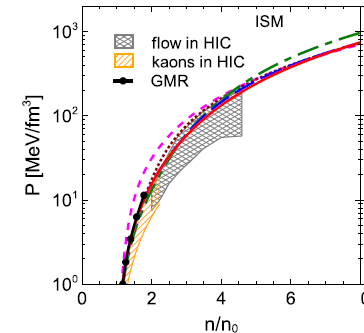 ISM
flow in HIC
kaons in HIC
GMR
P [MeV/fm³]
10³
10²
10¹
10⁰
0 2 4 6 8
n/n₀